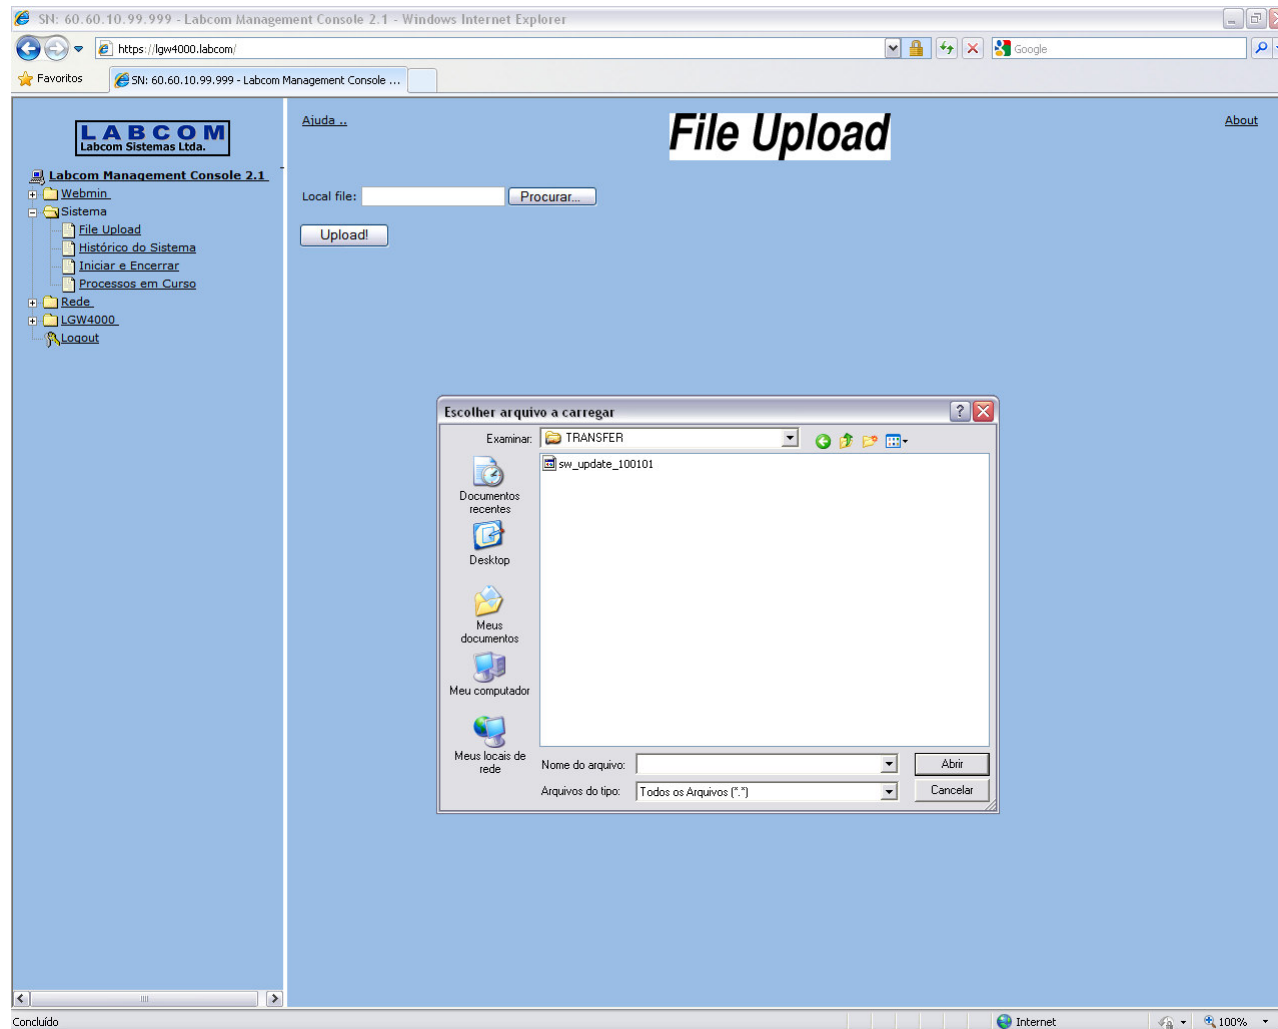 SN: 60.60.10.99.999 - Labcom Management Console 2.1 - Windows Internet Explorer
https://lgw4000.labcom/
Google
Favoritos
SN: 60.60.10.99.999 - Labcom Management Console ...
LABCOM
Labcom Sistemas Ltda.
Labcom Management Console 2.1
Webmin
Sistema
File Upload
Histórico do Sistema
Iniciar e Encerrar
Processos em Curso
Rede
LGW4000
Logout
Ajuda ..
File Upload
About
Local file:
Procurar...
Upload!
Escolher arquivo a carregar
Examinar:
TRANSFER
sw_update_100101
Documentos
recentes
Desktop
Meus
documentos
Meu computador
Meus locais de
rede
Nome do arquivo:
Abrir
Arquivos do tipo:
Todos os Arquivos (*.*)
Cancelar
Concluído
Internet
100%